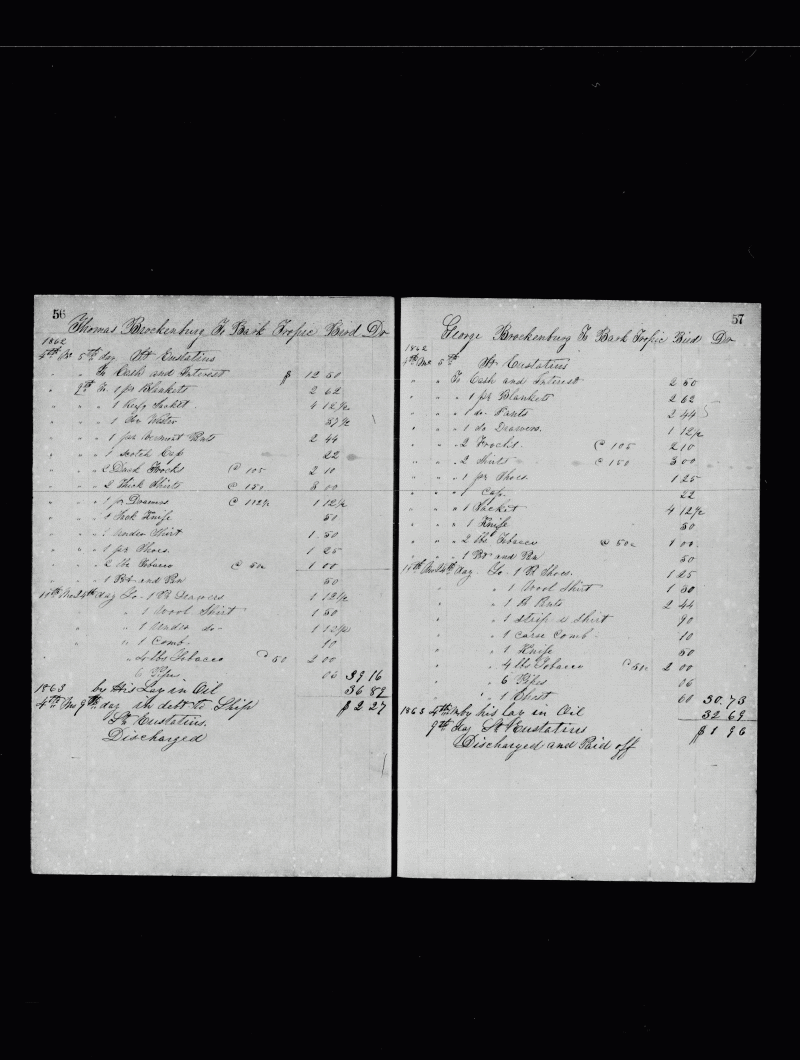 56
Thomas Brockenburg To Bark Tropic Bird Dr
1862
4th Mo 5th day St Eustatius
" " To Cash and Interest $ 12 50
" 9th To 1 pr Blankets 2 62
" " " 1 Jacket 4 12½
" " " 1 37½
" " " 1 pr Pants 2 44
" " " 1 Scotch Cap 22
" " " 2 Frocks @ 105 2 10
" " " 2 Thick Shirts @ 150 3 00
" " " 1 pr Drawers @ 112½ 1 12½
" " " 1 Jack Knife 50
" " " 1 Under Shirt 1 50
" " " 1 pr Shoes 1 25
" " " 2 lbs Tobacco @ 50c 1 00
" " " 1 Pot and Pan 50
11th Mo 24th day To 1 Pr Drawers 1 12½
" " " 1 Wool Shirt 1 50
" " 1 Under do 1 12½
" " 1 Comb 10
" 4 lbs Tobacco @ 50 2 00
6 Pipes 06 39 16
1863 by His Lay in Oil 36 89
4th Mo 9th day in debt to Ship $ 2 27
St Eustatius
Discharged
57
George Brockenburg To Bark Tropic Bird Dr
1862
4th Mo 5th St Eustatius
" " To Cash and Interest 2 50
" " " 1 pr Blankets 2 62
" " " 1 do Pants 2 44
" " " 1 do Drawers 1 12½
" " " 2 Frocks @ 105 2 10
" " " 2 Shirts @ 150 3 00
" " " 1 pr Shoes 1 25
" " " 1 Cap 22
" " " 1 Jacket 4 12½
" " " 1 Knife 50
" " " 2 lbs Tobacco @ 50c 1 00
" " " 1 Pot and Pan 50
11th Mo 24th day To 1 Pr Shoes 1 25
" " 1 Wool Shirt 1 50
" " 1 Pr Pants 2 44
" 1 Stripe Shirt 90
" 1 Comb 10
" 1 Knife 50
" 4 lbs Tobacco @ 50c 2 00
" 6 Pipes 06
" 1 Chest 60 30.73
1863 4th Mo by his lay in Oil 32 69
9th day St Eustatius $ 1 96
Discharged and Paid off